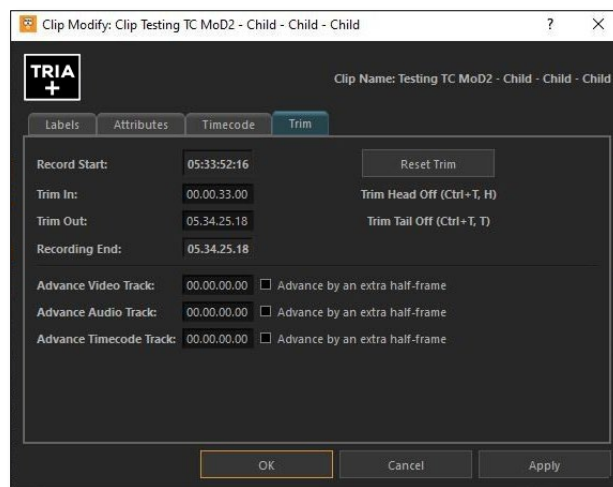 Clip Modify: Clip Testing TC MoD2 - Child - Child - Child ? X
TRIA
+
Clip Name: Testing TC MoD2 - Child - Child - Child
Labels Attributes Timecode Trim
Record Start: 05:33:52:16 Reset Trim
Trim In: 00.00.33.00 Trim Head Off (Ctrl+T, H)
Trim Out: 05.34.25.18 Trim Tail Off (Ctrl+T, T)
Recording End: 05.34.25.18
Advance Video Track: 00.00.00.00 Advance by an extra half-frame
Advance Audio Track: 00.00.00.00 Advance by an extra half-frame
Advance Timecode Track: 00.00.00.00 Advance by an extra half-frame
OK Cancel Apply